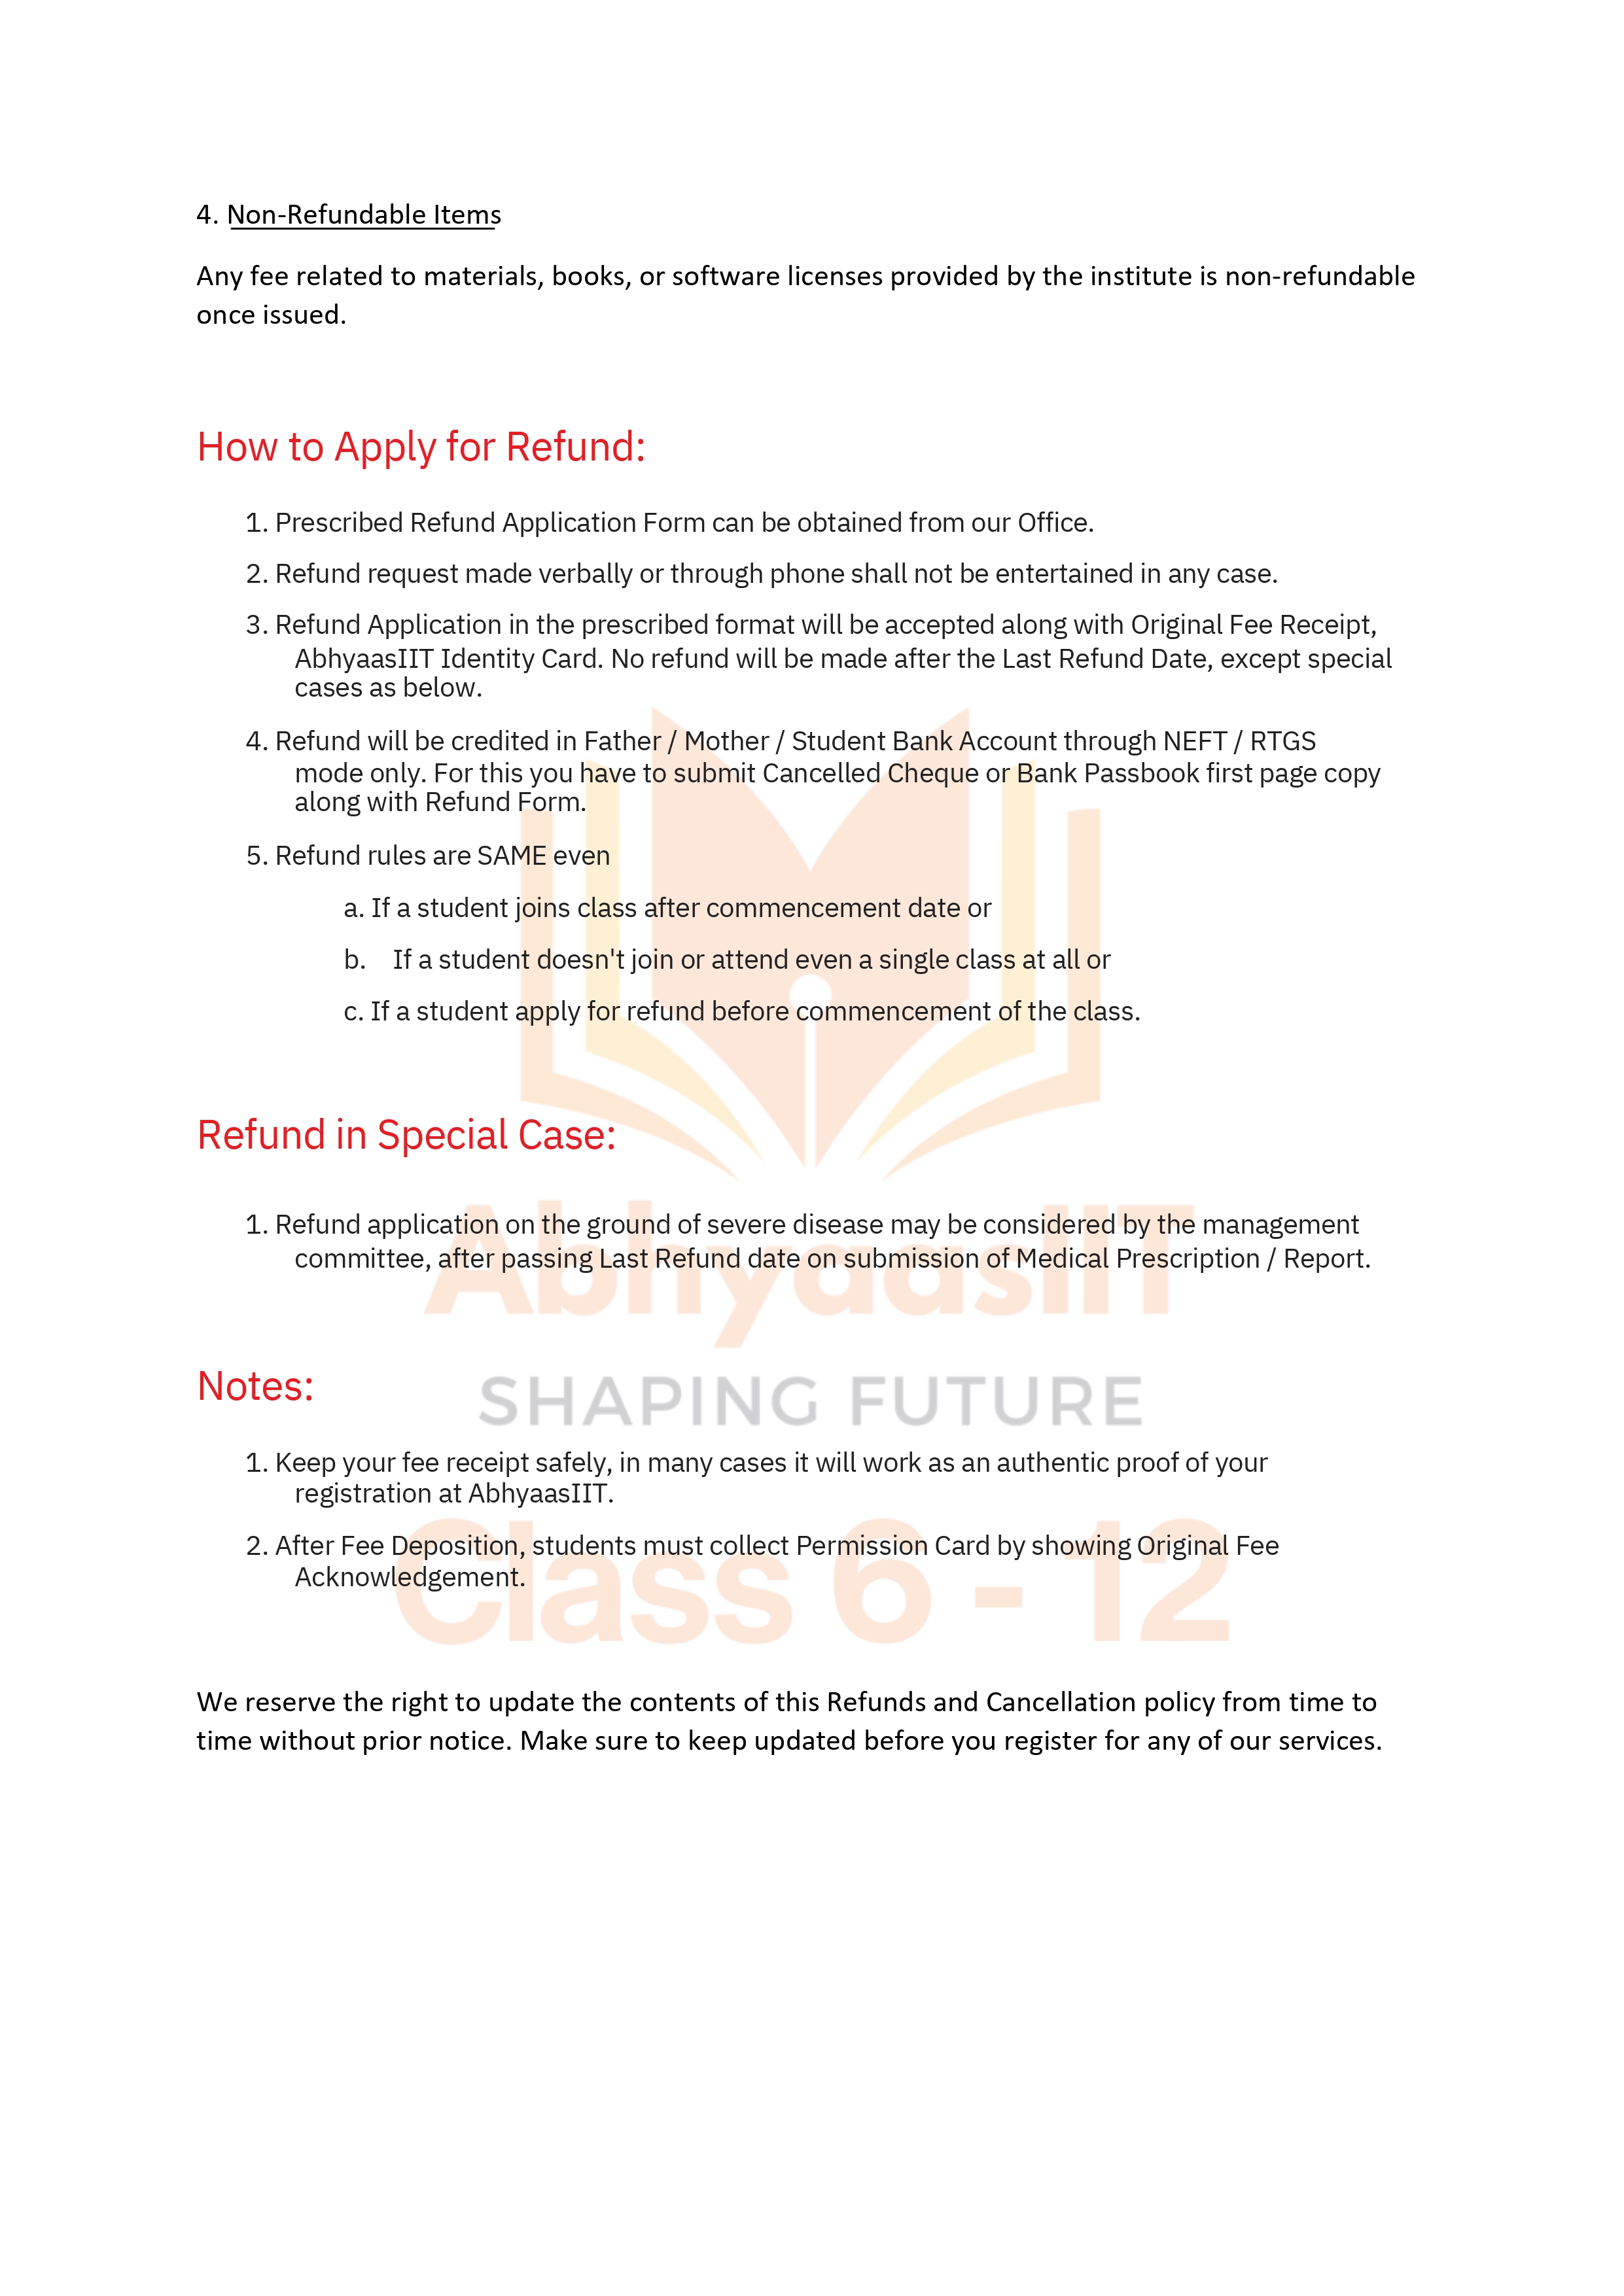 4. Non-Refundable Items
Any fee related to materials, books, or software licenses provided by the institute is non-refundable
once issued.
How to Apply for Refund:
1. Prescribed Refund Application Form can be obtained from our Office.
2. Refund request made verbally or through phone shall not be entertained in any case.
3. Refund Application in the prescribed format will be accepted along with Original Fee Receipt,
AbhyaasIIT Identity Card. No refund will be made after the Last Refund Date, except special
cases as below.
4. Refund will be credited in Father / Mother / Student Bank Account through NEFT / RTGS
mode only. For this you have to submit Cancelled Cheque or Bank Passbook first page copy
along with Refund Form.
5. Refund rules are SAME even
a. If a student joins class after commencement date or
b. If a student doesn't join or attend even a single class at all or
c. If a student apply for refund before commencement of the class.
Refund in Special Case:
1. Refund application on the ground of severe disease may be considered by the management
committee, after passing Last Refund date on submission of Medical Prescription / Report.
AbhyaasIIT
Notes:
SHAPING FUTURE
1. Keep your fee receipt safely, in many cases it will work as an authentic proof of your
registration at AbhyaasIIT.
2. After Fee Deposition, students must collect Permission Card by showing Original Fee
Acknowledgement.
Class 6 - 12
We reserve the right to update the contents of this Refunds and Cancellation policy from time to
time without prior notice. Make sure to keep updated before you register for any of our services.